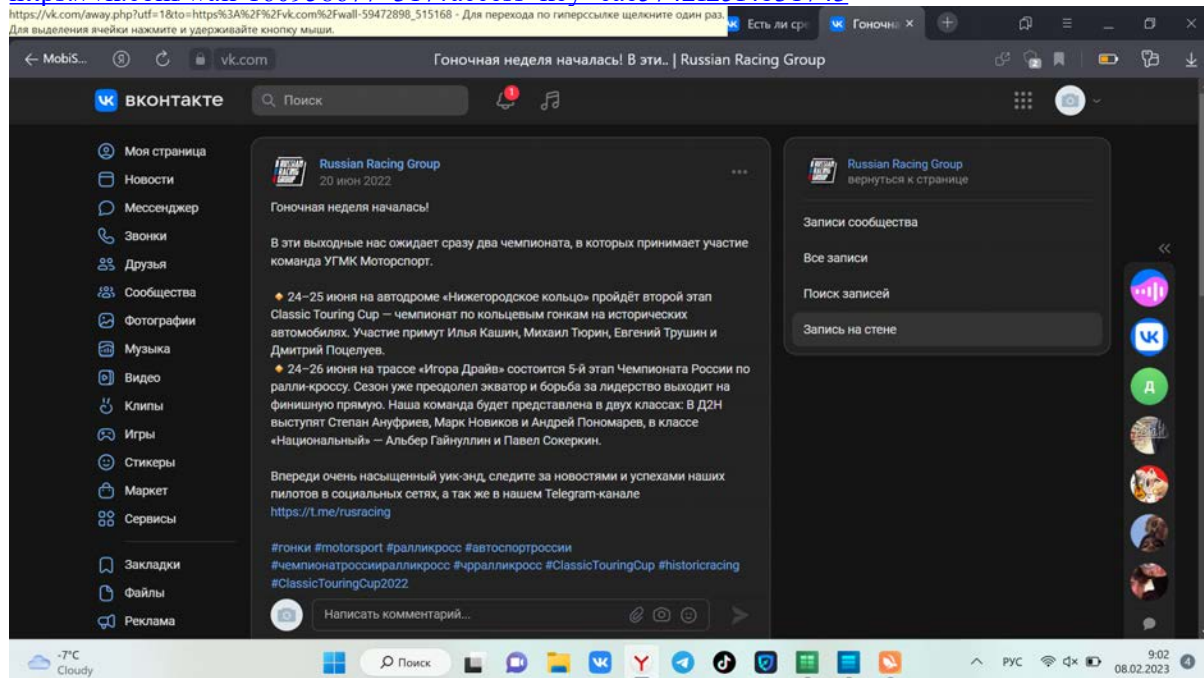 https://vk.com/away.php?utf=1&to=https%3A%2F%2Fvk.com%2Fwall-59472898_515168 - Для перехода по гиперссылке щелкните один раз.
Для выделения ячейки нажмите и удерживайте кнопку мыши.
Есть ли сре
Гоночна
MobiS...
vk.com
Гоночная неделя началась! В эти.. | Russian Racing Group
2
вконтакте
Поиск
1
Моя страница
Новости
Мессенджер
Звонки
Друзья
Сообщества
Фотографии
Музыка
Видео
Клипы
Игры
Стикеры
Маркет
Сервисы
Закладки
Файлы
Реклама
Russian Racing Group
20 июн 2022
Гоночная неделя началась!
В эти выходные нас ожидает сразу два чемпионата, в которых принимает участие
команда УГМК Моторспорт.
24–25 июня на автодроме «Нижегородское кольцо» пройдёт второй этап
Classic Touring Cup — чемпионат по кольцевым гонкам на исторических
автомобилях. Участие примут Илья Кашин, Михаил Тюрин, Евгений Трушин и
Дмитрий Поцелуев.
24–26 июня на трассе «Игора Драйв» состоится 5-й этап Чемпионата России по
ралли-кроссу. Сезон уже преодолел экватор и борьба за лидерство выходит на
финишную прямую. Наша команда будет представлена в двух классах: В Д2Н
выступят Степан Ануфриев, Марк Новиков и Андрей Пономарев, в классе
«Национальный» — Альбер Гайнуллин и Павел Сокеркин.
Впереди очень насыщенный уик-энд, следите за новостями и успехами наших
пилотов в социальных сетях, а так же в нашем Telegram-канале
https://t.me/rusracing
#гонки #motorsport #ралликросс #автоспортроссии
#чемпионатроссииралликросс #чрралликросс #ClassicTouringCup #historicracing
#ClassicTouringCup2022
Написать комментарий...
Russian Racing Group
вернуться к странице
Записи сообщества
Все записи
Поиск записей
Запись на стене
Д
-7°C
Cloudy
Поиск
РУС
9:02
08.02.2023
4